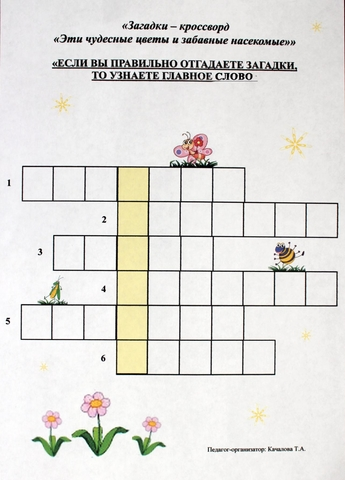 «Загадки – кроссворд
«Эти чудесные цветы и забавные насекомые»»
«ЕСЛИ ВЫ ПРАВИЛЬНО ОТГАДАЕТЕ ЗАГАДКИ,
ТО УЗНАЕТЕ ГЛАВНОЕ СЛОВО
1
2
3
4
5
6
Педагог-организатор: Качалова Т.А.